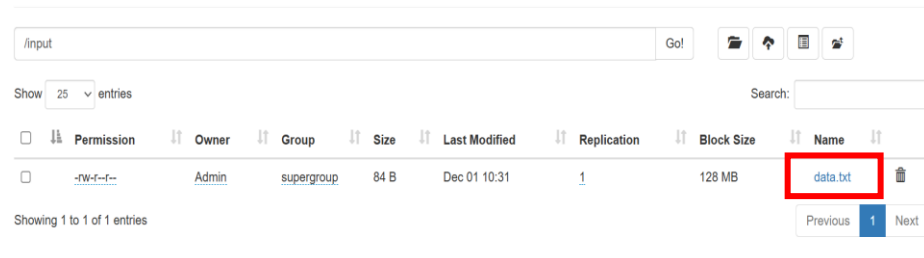 /input Go!
Show 25 entries Search:
Permission Owner Group Size Last Modified Replication Block Size Name
-rw-r--r-- Admin supergroup 84 B Dec 01 10:31 1 128 MB data.txt
Showing 1 to 1 of 1 entries Previous 1 Next